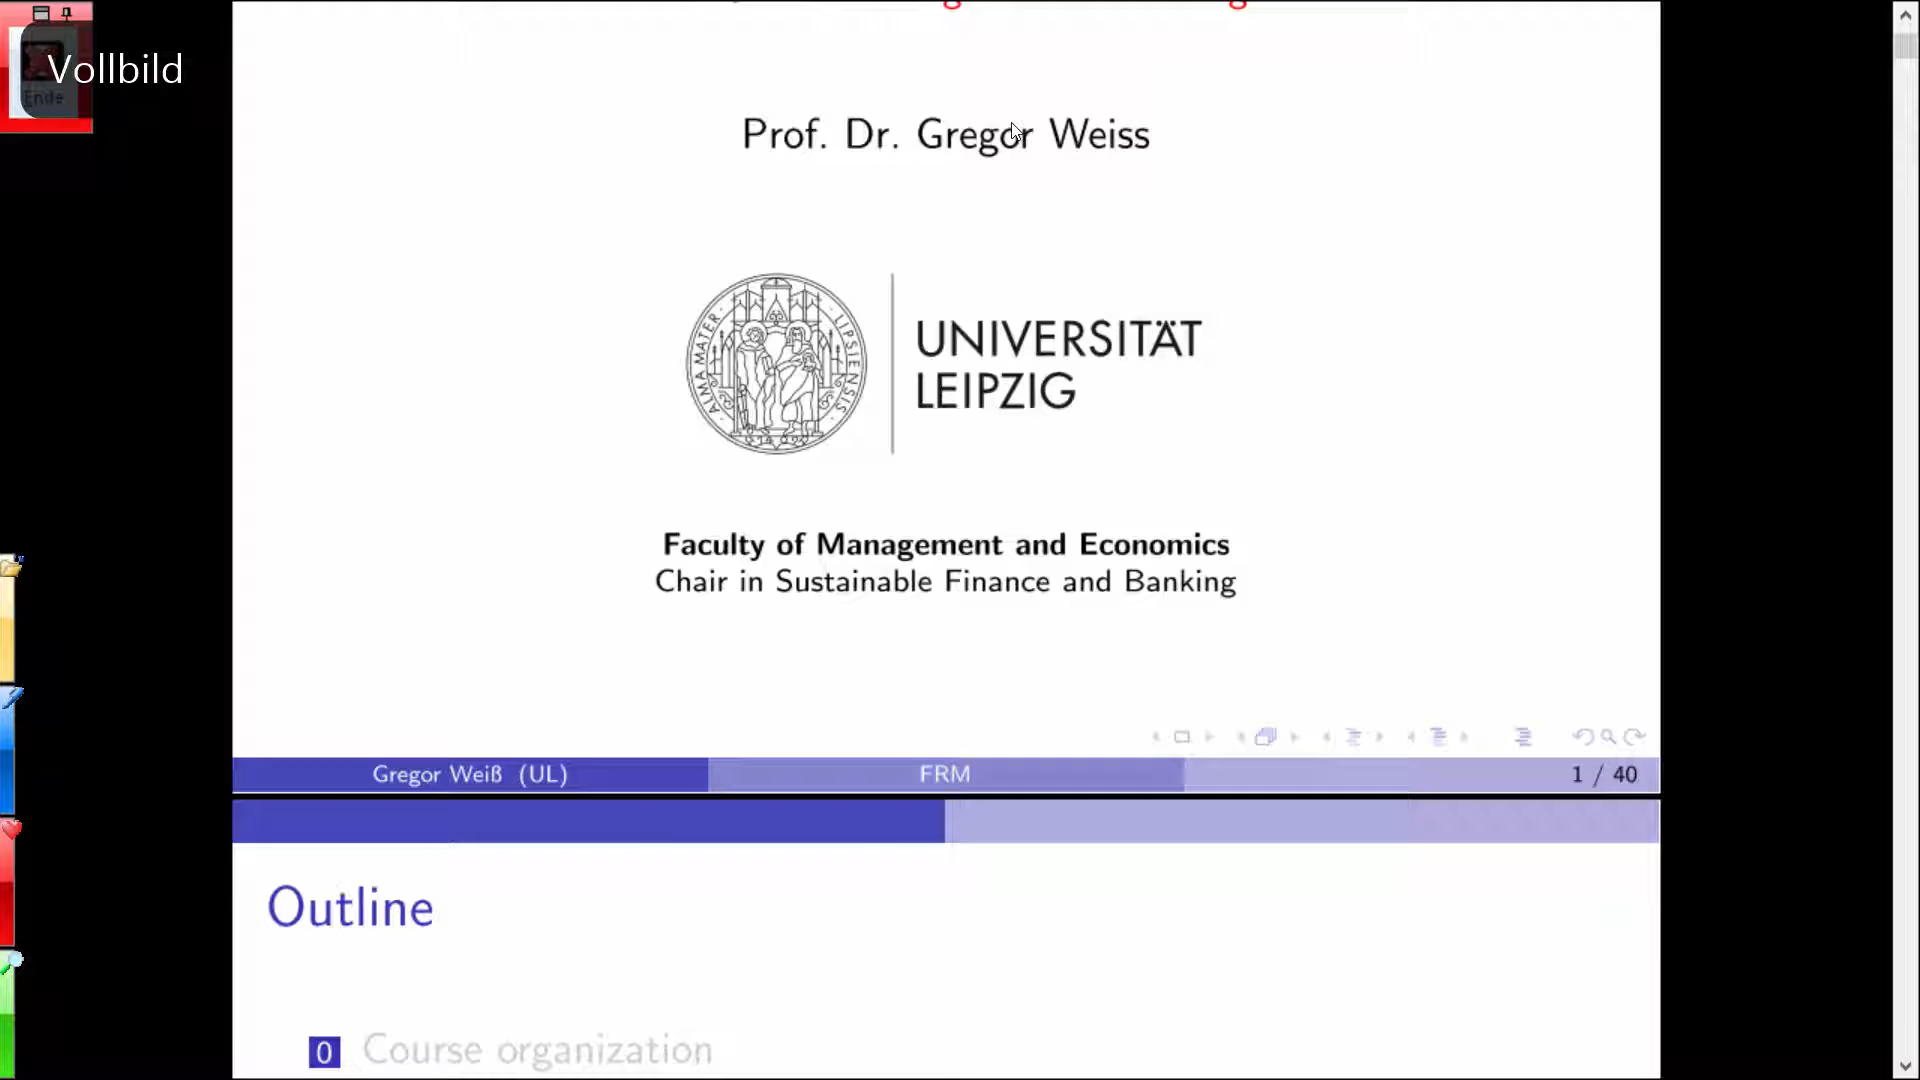 Vollbild
Ende
Prof. Dr. Gregor Weiss
ALMA MATER
LIPSIENSIS
UNIVERSITÄT
LEIPZIG
Faculty of Management and Economics
Chair in Sustainable Finance and Banking
Gregor Weiß (UL)
FRM
1 / 40
Outline
0 Course organization